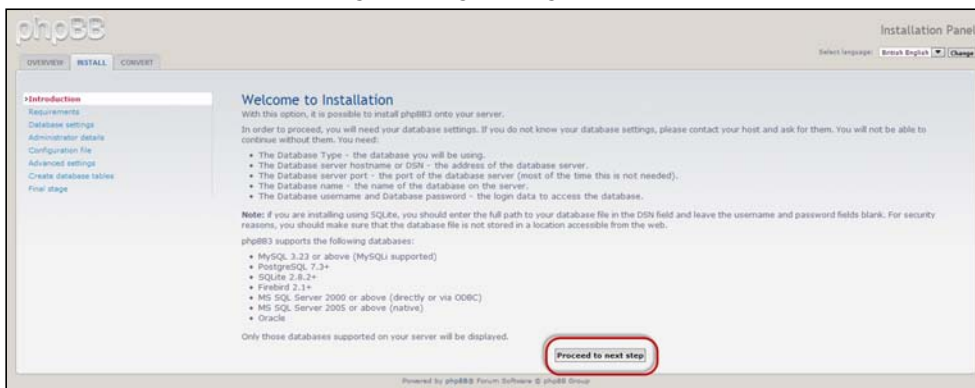 phpBB
Installation Panel
Select language: British English Change
OVERVIEW INSTALL CONVERT
Introduction
Requirements
Database settings
Administrator details
Configuration file
Advanced settings
Create database tables
Final stage
Welcome to Installation
With this option, it is possible to install phpBB3 onto your server.
In order to proceed, you will need your database settings. If you do not know your database settings, please contact your host and ask for them. You will not be able to
continue without them. You need:
• The Database Type - the database you will be using.
• The Database server hostname or DSN - the address of the database server.
• The Database server port - the port of the database server (most of the time this is not needed).
• The Database name - the name of the database on the server.
• The Database username and Database password - the login data to access the database.
Note: if you are installing using SQLite, you should enter the full path to your database file in the DSN field and leave the username and password fields blank. For security
reasons, you should make sure that the database file is not stored in a location accessible from the web.
phpBB3 supports the following databases:
• MySQL 3.23 or above (MySQLi supported)
• PostgreSQL 7.3+
• SQLite 2.8.2+
• Firebird 2.1+
• MS SQL Server 2000 or above (directly or via ODBC)
• MS SQL Server 2005 or above (native)
• Oracle
Only those databases supported on your server will be displayed.
Proceed to next step
Powered by phpBB® Forum Software © phpBB Group